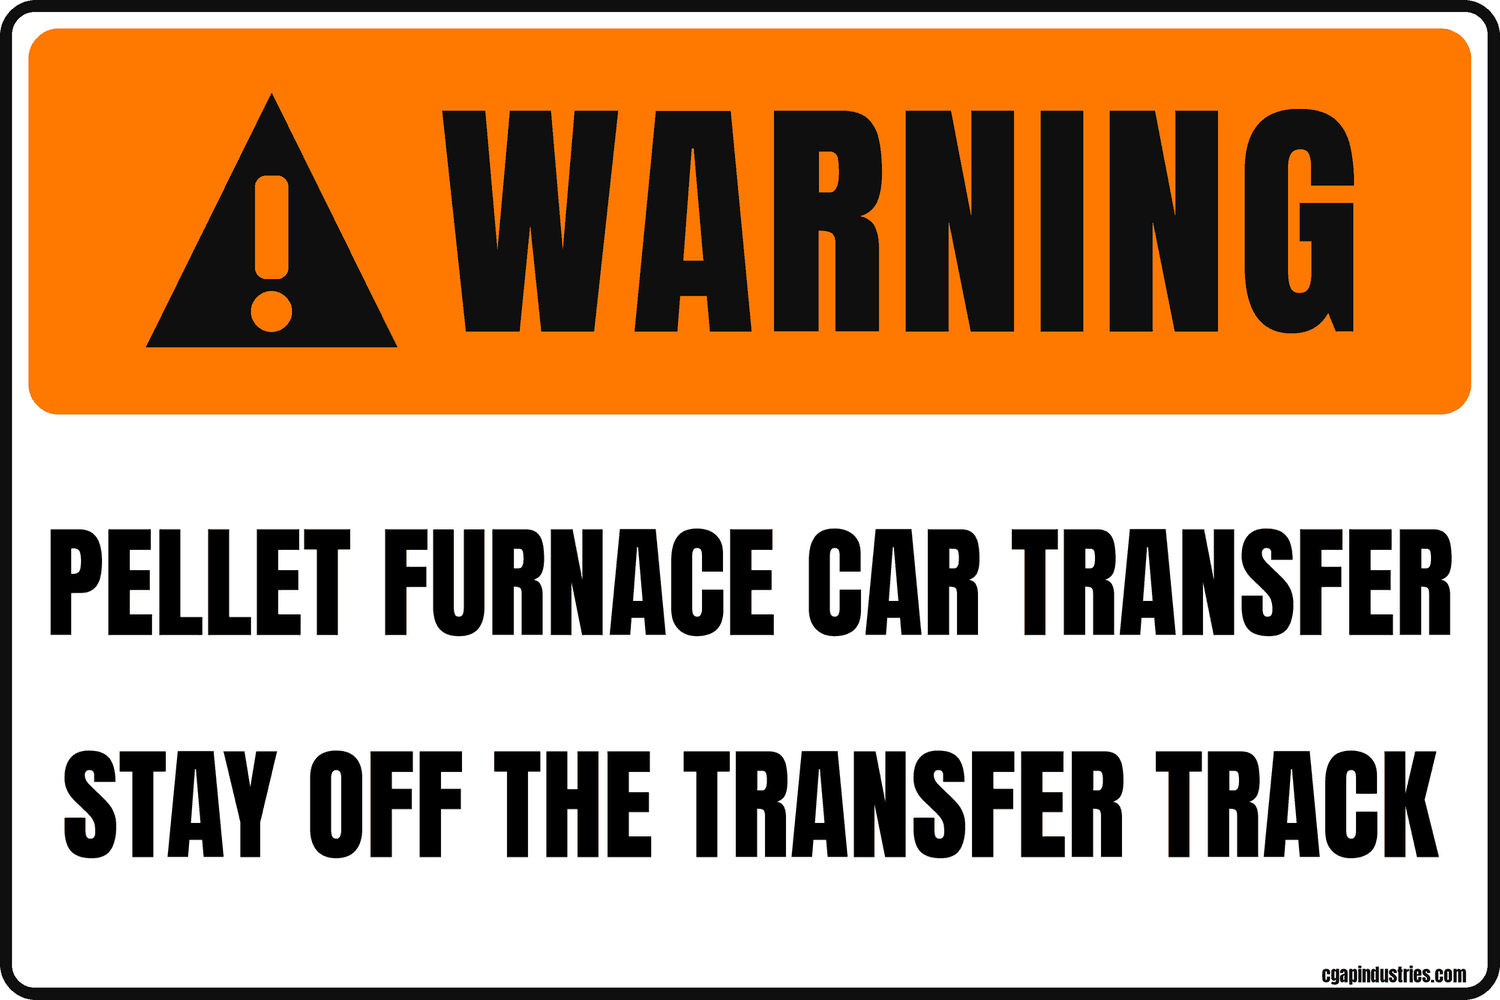 WARNING
PELLET FURNACE CAR TRANSFER
STAY OFF THE TRANSFER TRACK
cgapindustries.com